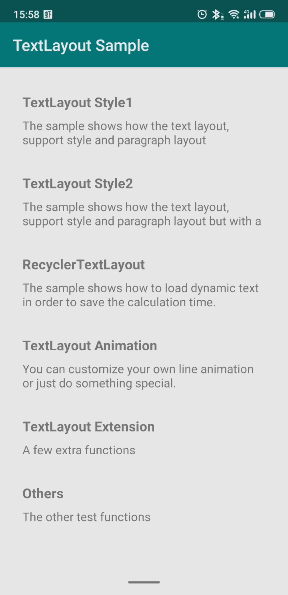 15:58
TextLayout Sample
TextLayout Style1
The sample shows how the text layout,
support style and paragraph layout
TextLayout Style2
The sample shows how the text layout,
support style and paragraph layout but with a
RecyclerTextLayout
The sample shows how to load dynamic text
in order to save the calculation time.
TextLayout Animation
You can customize your own line animation
or just do something special.
TextLayout Extension
A few extra functions
Others
The other test functions